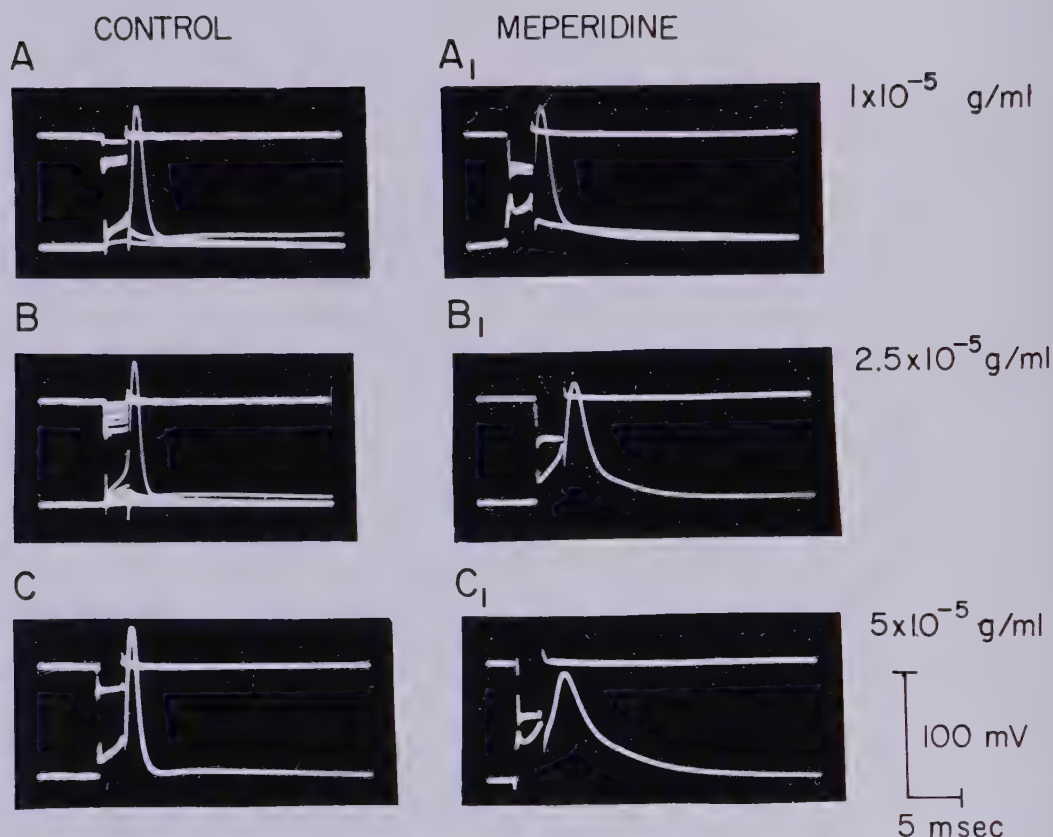 CONTROL
MEPERIDINE
A
A1
1x10-5 g/ml
B
B1
2.5x10-5 g/ml
C
C1
5x10-5 g/ml
100 mV
5 msec